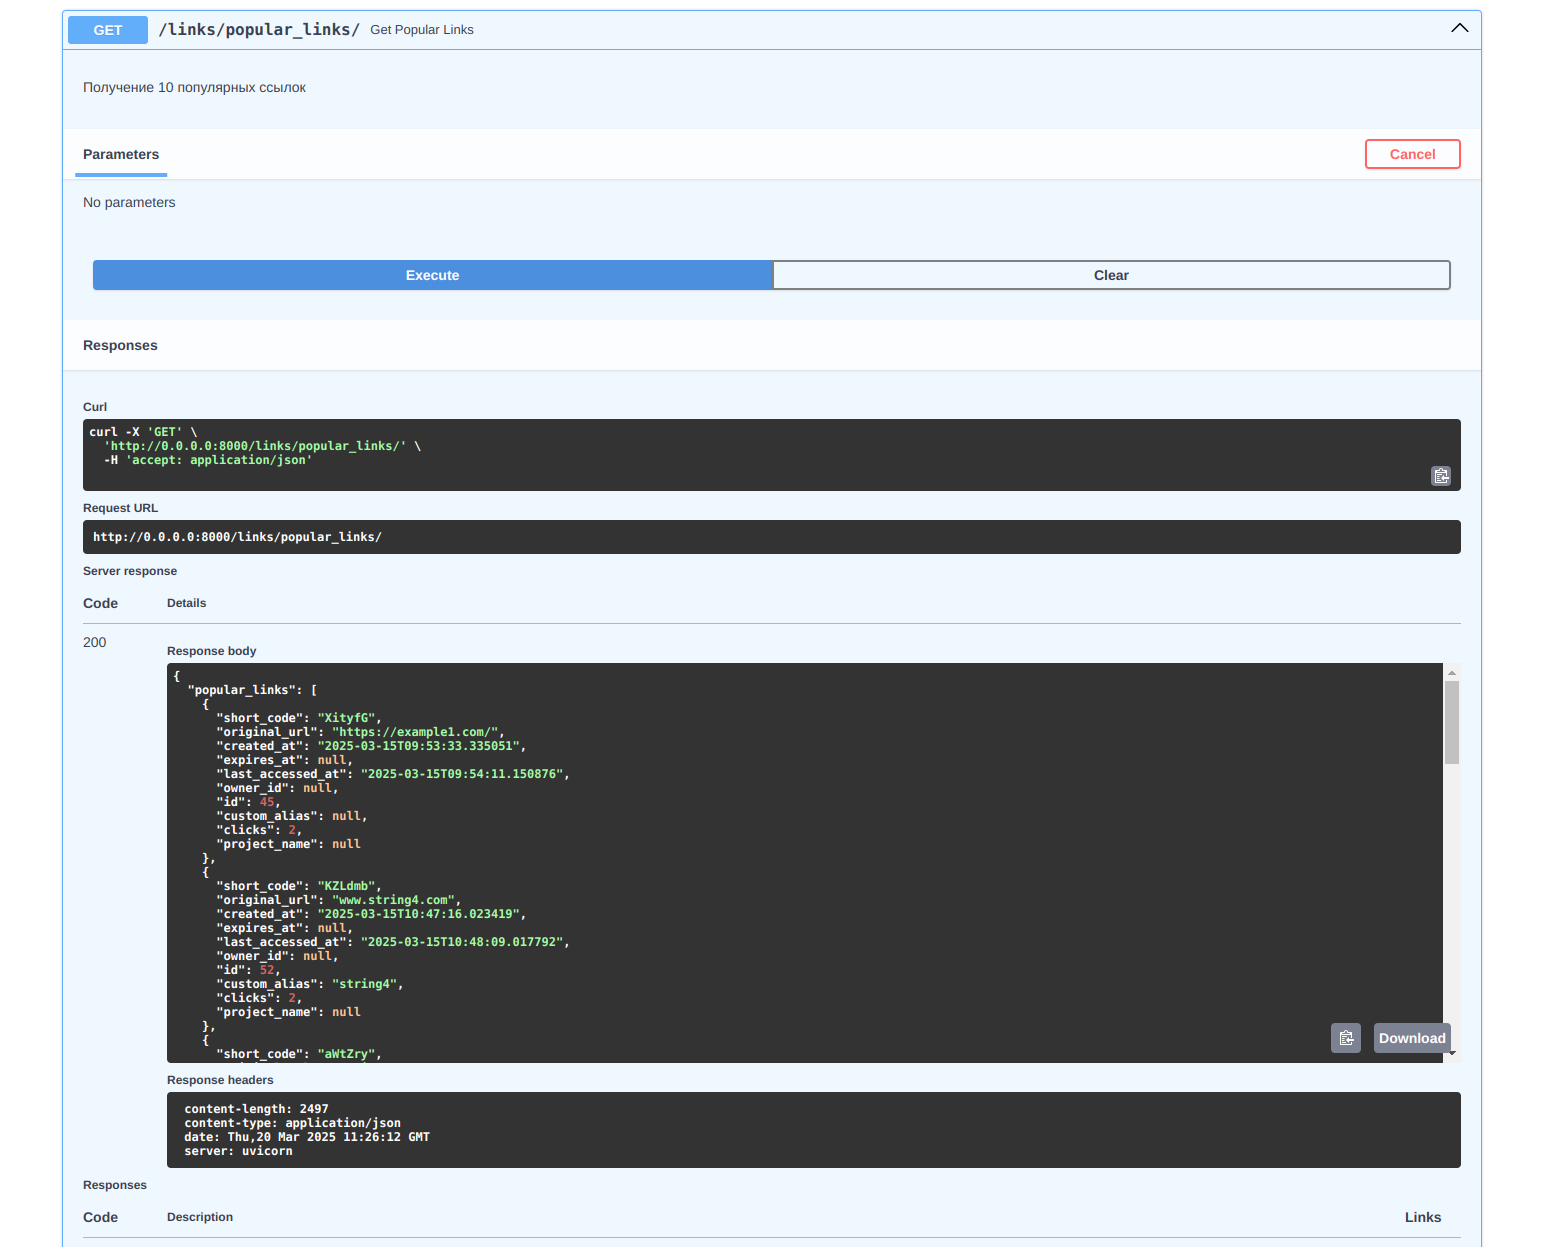 GET /links/popular_links/ Get Popular Links
Получение 10 популярных ссылок
Parameters
Cancel
No parameters
Execute
Clear
Responses
Curl
curl -X 'GET' \
  'http://0.0.0.0:8000/links/popular_links/' \
  -H 'accept: application/json'
Request URL
http://0.0.0.0:8000/links/popular_links/
Server response
Code Details
200
Response body
{
  "popular_links": [
    {
      "short_code": "XityfG",
      "original_url": "https://example1.com/",
      "created_at": "2025-03-15T09:53:33.335051",
      "expires_at": null,
      "last_accessed_at": "2025-03-15T09:54:11.150876",
      "owner_id": null,
      "id": 45,
      "custom_alias": null,
      "clicks": 2,
      "project_name": null
    },
    {
      "short_code": "KZLdmb",
      "original_url": "www.string4.com",
      "created_at": "2025-03-15T10:47:16.023419",
      "expires_at": null,
      "last_accessed_at": "2025-03-15T10:48:09.017792",
      "owner_id": null,
      "id": 52,
      "custom_alias": "string4",
      "clicks": 2,
      "project_name": null
    },
    {
      "short_code": "aWtZry",
Download
Response headers
content-length: 2497
content-type: application/json
date: Thu,20 Mar 2025 11:26:12 GMT
server: uvicorn
Responses
Code Description Links